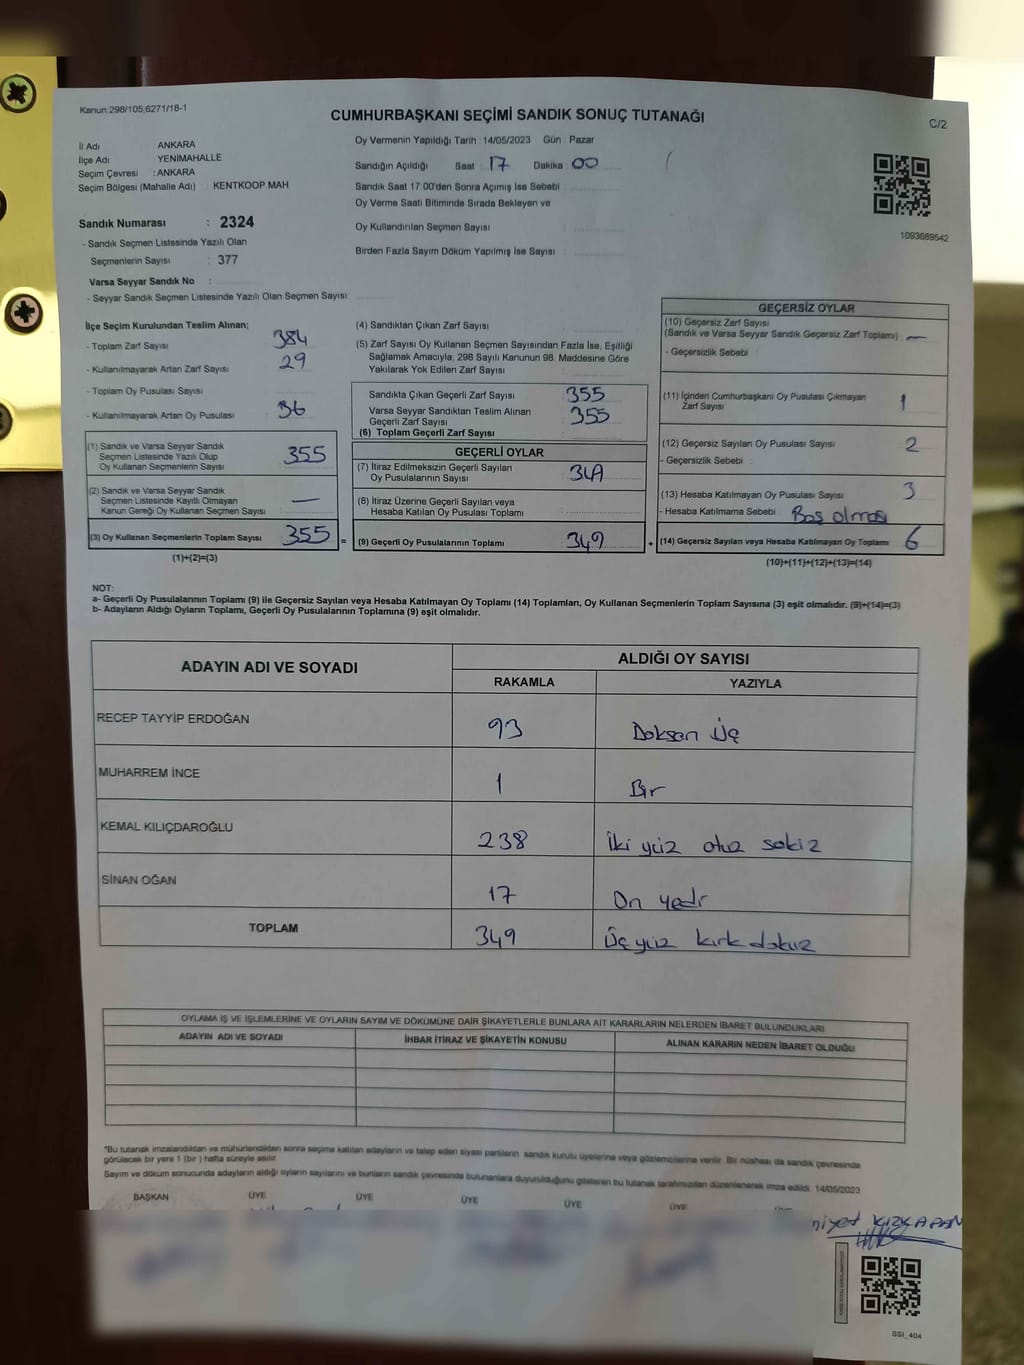 Kanun:298/105;6271/18-1
CUMHURBAŞKANI SEÇİMİ SANDIK SONUÇ TUTANAĞI
C/2
İl Adı ANKARA
İlçe Adı YENİMAHALLE
Seçim Çevresi : ANKARA
Seçim Bölgesi (Mahalle Adı) : KENTKOOP MAH
Oy Vermenin Yapıldığı Tarih : 14/05/2023 Gün : Pazar
Sandığın Açıldığı Saat : 17 Dakika : 00
Sandık Saat 17:00'den Sonra Açımış İse Sebebi :
Oy Verme Saati Bitiminde Sırada Bekleyen ve
Oy Kullandırılan Seçmen Sayısı :
Birden Fazla Sayım Döküm Yapılmış İse Sayısı :
1093689542
Sandık Numarası : 2324
- Sandık Seçmen Listesinde Yazılı Olan
Seçmenlerin Sayısı : 377
Varsa Seyyar Sandık No :
- Seyyar Sandık Seçmen Listesinde Yazılı Olan Seçmen Sayısı :
İlçe Seçim Kurulundan Teslim Alınan;
- Toplam Zarf Sayısı : 384
- Kullanılmayarak Artan Zarf Sayısı : 29
- Toplam Oy Pusulası Sayısı :
- Kullanılmayarak Artan Oy Pusulası : 36
(1) Sandık ve Varsa Seyyar Sandık
Seçmen Listesinde Yazılı Olup
Oy Kullanan Seçmenlerin Sayısı : 355
(2) Sandık ve Varsa Seyyar Sandık
Seçmen Listesinde Kayıtlı Olmayan
Kanun Gereği Oy Kullanan Seçmen Sayısı : —
(3) Oy Kullanan Seçmenlerin Toplam Sayısı : 355 =
(1)+(2)=(3)
(4) Sandıktan Çıkan Zarf Sayısı :
(5) Zarf Sayısı Oy Kullanan Seçmen Sayısından Fazla İse, Eşitliği
Sağlamak Amacıyla, 298 Sayılı Kanunun 98. Maddesine Göre
Yakılarak Yok Edilen Zarf Sayısı :
Sandıkta Çıkan Geçerli Zarf Sayısı : 355
Varsa Seyyar Sandıktan Teslim Alınan
Geçerli Zarf Sayısı : 355
(6) Toplam Geçerli Zarf Sayısı :
GEÇERLİ OYLAR
(7) İtiraz Edilmeksizin Geçerli Sayılan
Oy Pusulalarının Sayısı : 349
(8) İtiraz Üzerine Geçerli Sayılan veya
Hesaba Katılan Oy Pusulası Toplamı :
(9) Geçerli Oy Pusulalarının Toplamı : 349 +
GEÇERSİZ OYLAR
(10) Geçersiz Zarf Sayısı
(Sandık ve Varsa Seyyar Sandık Geçersiz Zarf Toplamı) : —
- Geçersizlik Sebebi :
(11) İçinden Cumhurbaşkanı Oy Pusulası Çıkmayan
Zarf Sayısı : 1
(12) Geçersiz Sayılan Oy Pusulası Sayısı : 2
- Geçersizlik Sebebi :
(13) Hesaba Katılmayan Oy Pusulası Sayısı : 3
- Hesaba Katılmama Sebebi : Boş olması
(14) Geçersiz Sayılan veya Hesaba Katılmayan Oy Toplamı : 6
(10)+(11)+(12)+(13)=(14)
NOT:
a- Geçerli Oy Pusulalarının Toplamı (9) ile Geçersiz Sayılan veya Hesaba Katılmayan Oy Toplamı (14) Toplamları, Oy Kullanan Seçmenlerin Toplam Sayısına (3) eşit olmalıdır. (9)+(14)=(3)
b- Adayların Aldığı Oyların Toplamı, Geçerli Oy Pusulalarının Toplamına (9) eşit olmalıdır.
ADAYIN ADI VE SOYADI ALDIĞI OY SAYISI
RAKAMLA YAZIYLA
RECEP TAYYİP ERDOĞAN 93 Doksan Üç
MUHARREM İNCE 1 Bir
KEMAL KILIÇDAROĞLU 238 İki yüz otuz sekiz
SİNAN OĞAN 17 On yedi
TOPLAM 349 Üç yüz kırk dokuz
OYLAMA İŞ VE İŞLEMLERİNE VE OYLARIN SAYIM VE DÖKÜMÜNE DAİR ŞİKAYETLERLE BUNLARA AİT KARARLARIN NELERDEN İBARET BULUNDUKLARI
ADAYIN ADI VE SOYADI İHBAR İTİRAZ VE ŞİKAYETİN KONUSU ALINAN KARARIN NEDEN İBARET OLDUĞU
*Bu tutanak imzalandıktan ve mühürlendikten sonra seçime katılan adayların ve talep eden siyasi partilerin sandık kurulu üyelerine veya gözlemcilerine verilir. Bir nüshası da sandık çevresinde
görülecek bir yere 1 (bir ) hafta süreyle asılır.
Sayım ve döküm sonucunda adayların aldığı oyların sayılarını ve bunların sandık çevresinde bulunanlara duyurulduğunu gösteren bu tutanak tarafımızdan düzenlenerek imza edildi. 14/05/2023
BAŞKAN ÜYE ÜYE ÜYE ÜYE ÜYE
KIZKAPAN
SSI_404